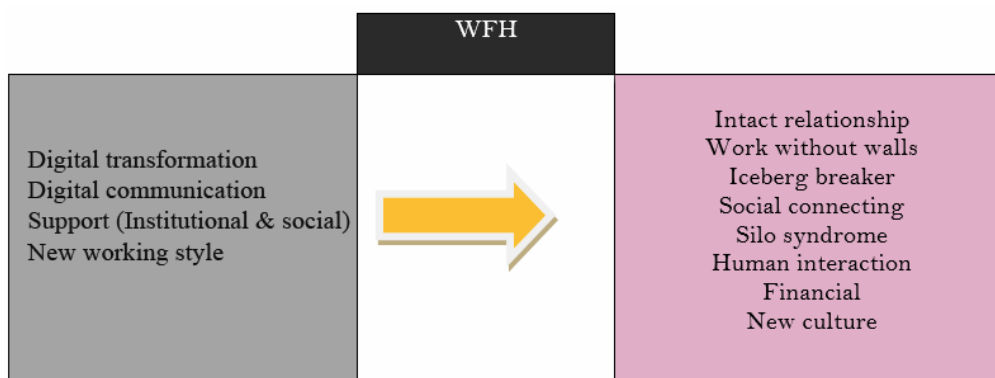 WFH
Digital transformation
Digital communication
Support (Institutional & social)
New working style
Intact relationship
Work without walls
Iceberg breaker
Social connecting
Silo syndrome
Human interaction
Financial
New culture